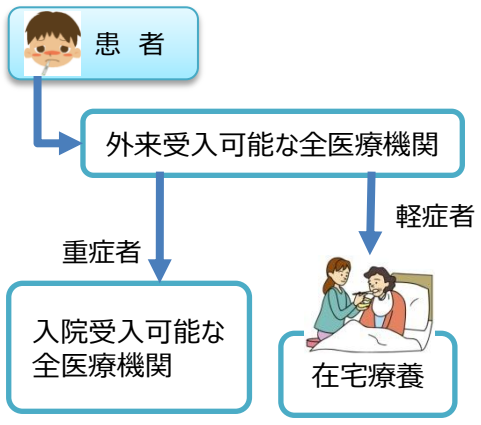 患 者
外来受入可能な全医療機関
重症者
軽症者
入院受入可能な
全医療機関
在宅療養